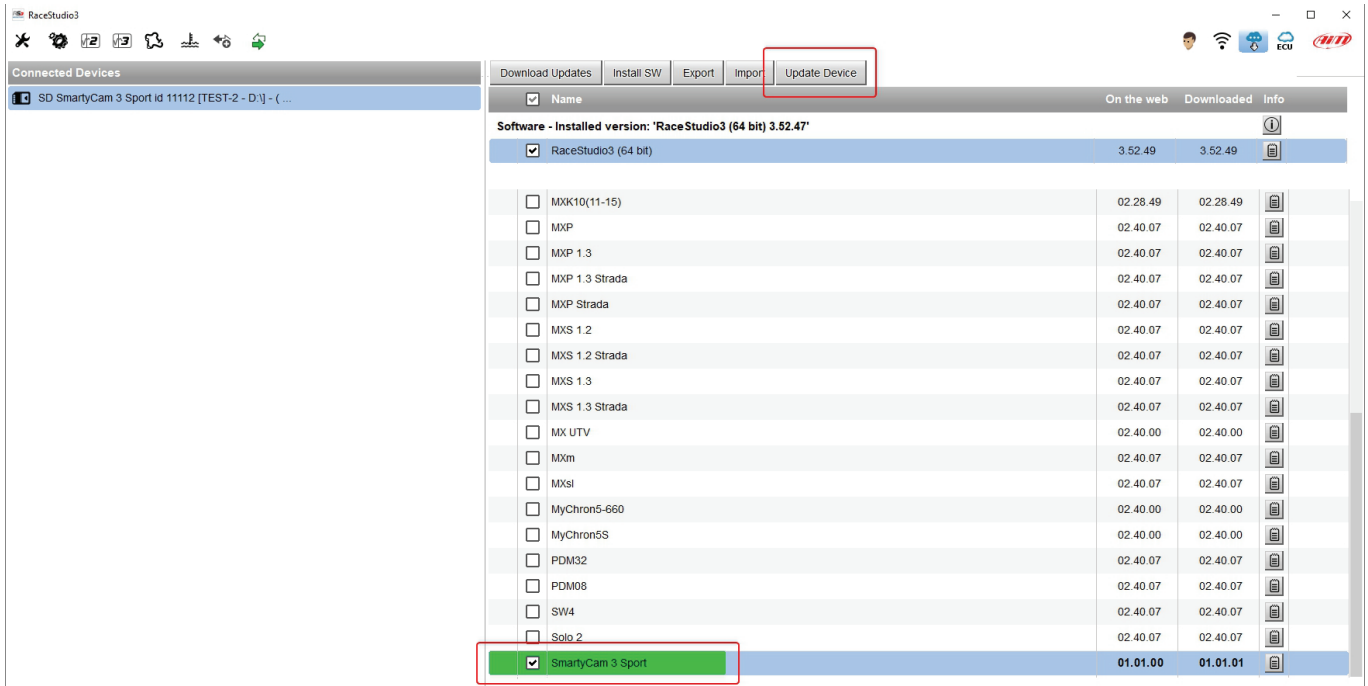 RaceStudio3
ECU
AiM
Connected Devices
SD SmartyCam 3 Sport id 11112 [TEST-2 - D:\] - ( ...
Download Updates Install SW Export Import Update Device
Name On the web Downloaded Info
Software - Installed version: 'RaceStudio3 (64 bit) 3.52.47'
RaceStudio3 (64 bit) 3.52.49 3.52.49
MXK10(11-15) 02.28.49 02.28.49
MXP 02.40.07 02.40.07
MXP 1.3 02.40.07 02.40.07
MXP 1.3 Strada 02.40.07 02.40.07
MXP Strada 02.40.07 02.40.07
MXS 1.2 02.40.07 02.40.07
MXS 1.2 Strada 02.40.07 02.40.07
MXS 1.3 02.40.07 02.40.07
MXS 1.3 Strada 02.40.07 02.40.07
MX UTV 02.40.00 02.40.00
MXm 02.40.07 02.40.07
MXsl 02.40.07 02.40.07
MyChron5-660 02.40.00 02.40.00
MyChron5S 02.40.00 02.40.00
PDM32 02.40.07 02.40.07
PDM08 02.40.07 02.40.07
SW4 02.40.07 02.40.07
Solo 2 02.40.07 02.40.07
SmartyCam 3 Sport 01.01.00 01.01.01